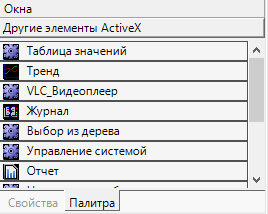 Окна
Другие элементы ActiveX
Таблица значений
Тренд
VLC_Видеоплеер
Журнал
Выбор из дерева
Управление системой
Отчет
Свойства Палитра